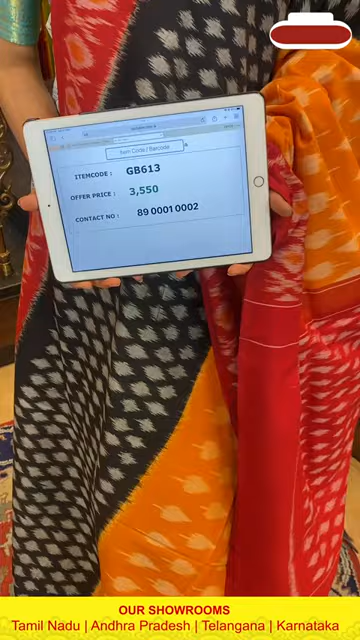 Item Code / Barcode
ITEMCODE : GB613
OFFER PRICE : 3,550
CONTACT NO : 89 0001 0002
OUR SHOWROOMS
Tamil Nadu | Andhra Pradesh | Telangana | Karnataka